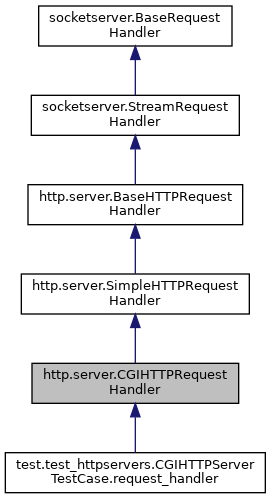 socketserver.BaseRequest
Handler
socketserver.StreamRequest
Handler
http.server.BaseHTTPRequest
Handler
http.server.SimpleHTTPRequest
Handler
http.server.CGIHTTPRequest
Handler
test.test_httpservers.CGIHTTPServer
TestCase.request_handler